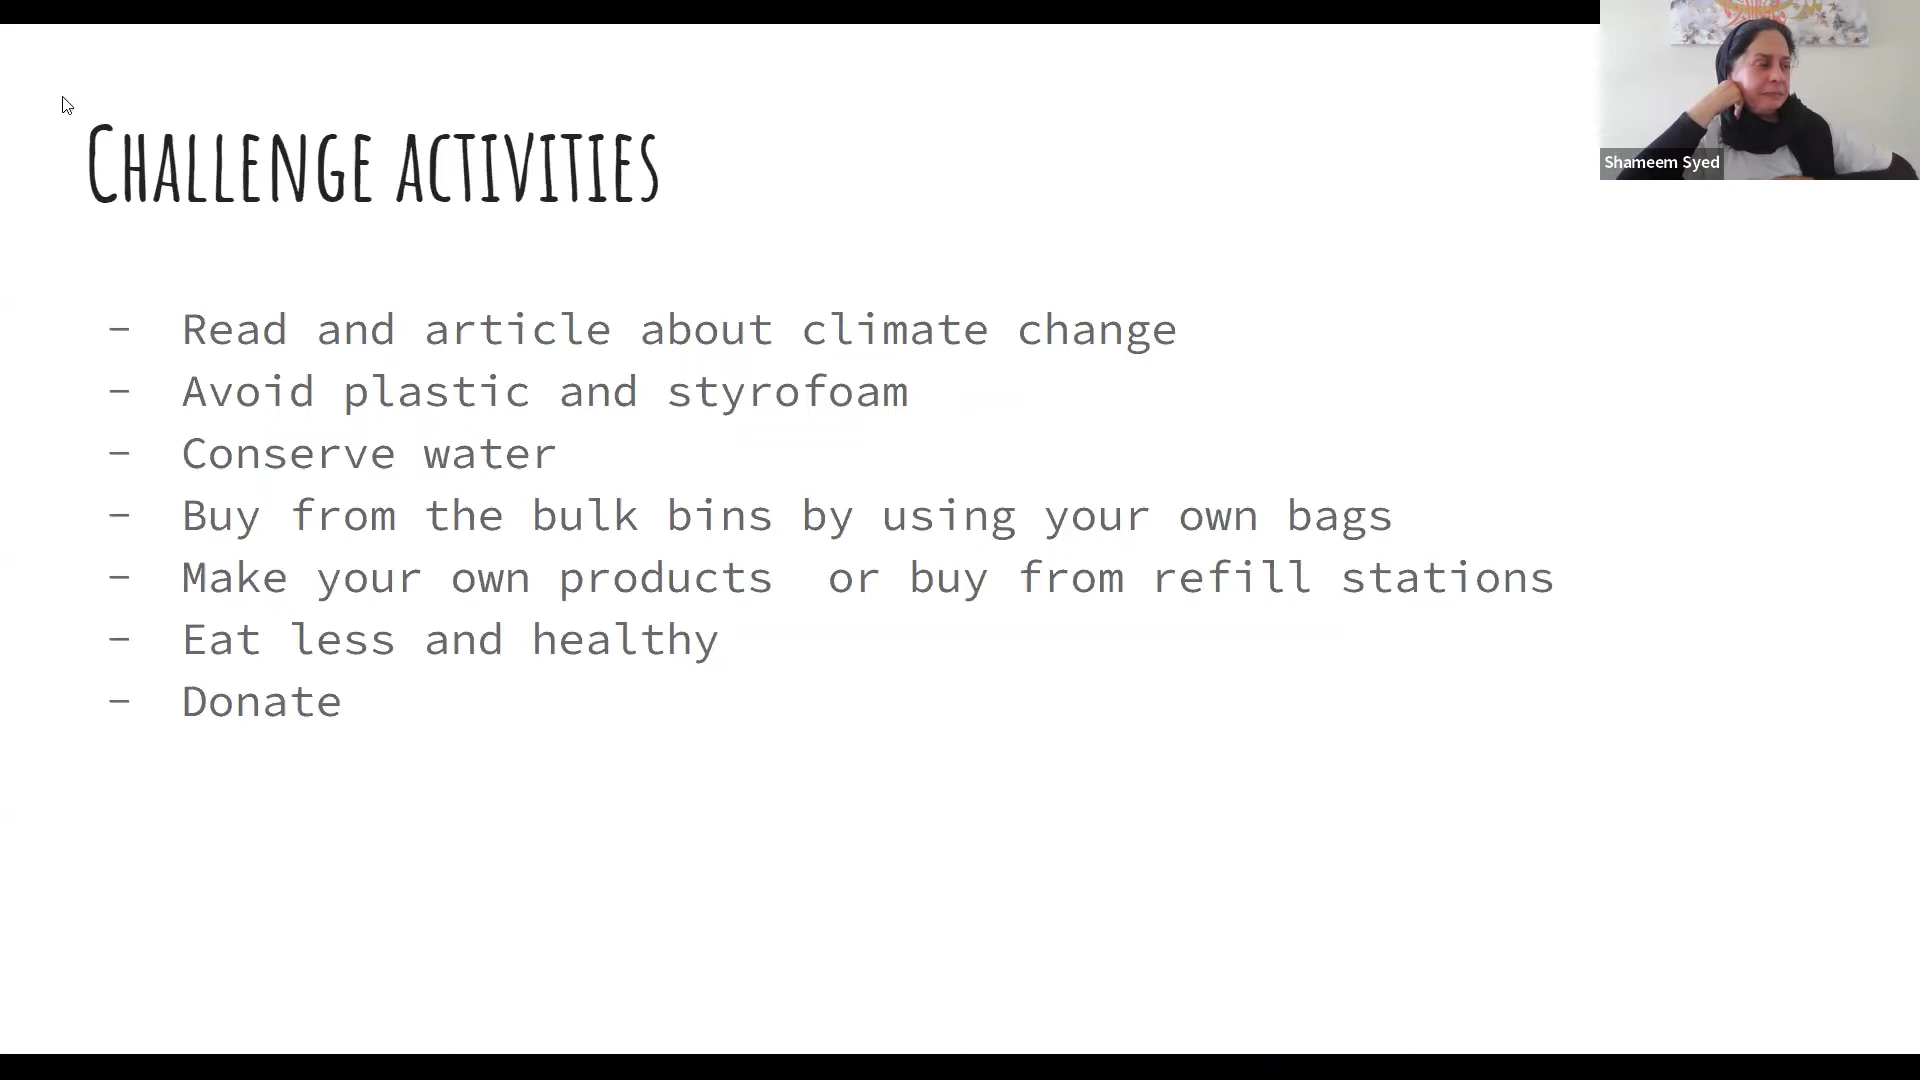 Challenge activities
- Read and article about climate change
- Avoid plastic and styrofoam
- Conserve water
- Buy from the bulk bins by using your own bags
- Make your own products  or buy from refill stations
- Eat less and healthy
- Donate
Shameem Syed